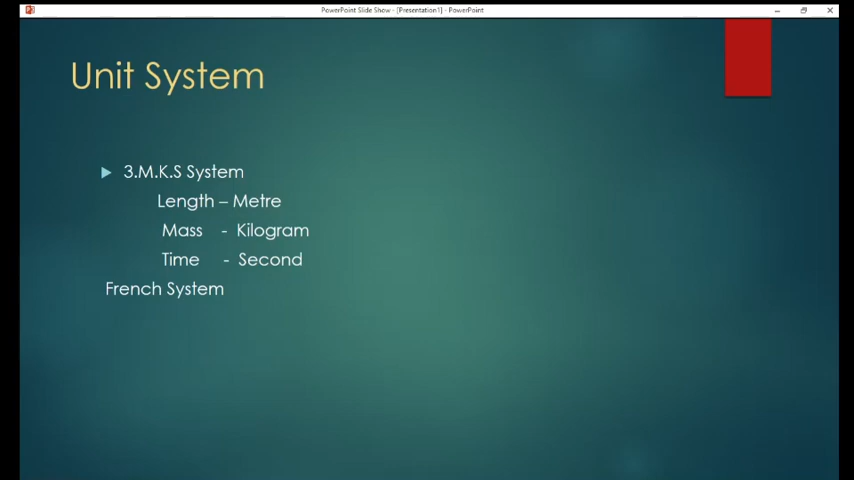 PowerPoint Slide Show - [Presentation1] - PowerPoint
Unit System
3.M.K.S System
Length – Metre
Mass - Kilogram
Time - Second
French System